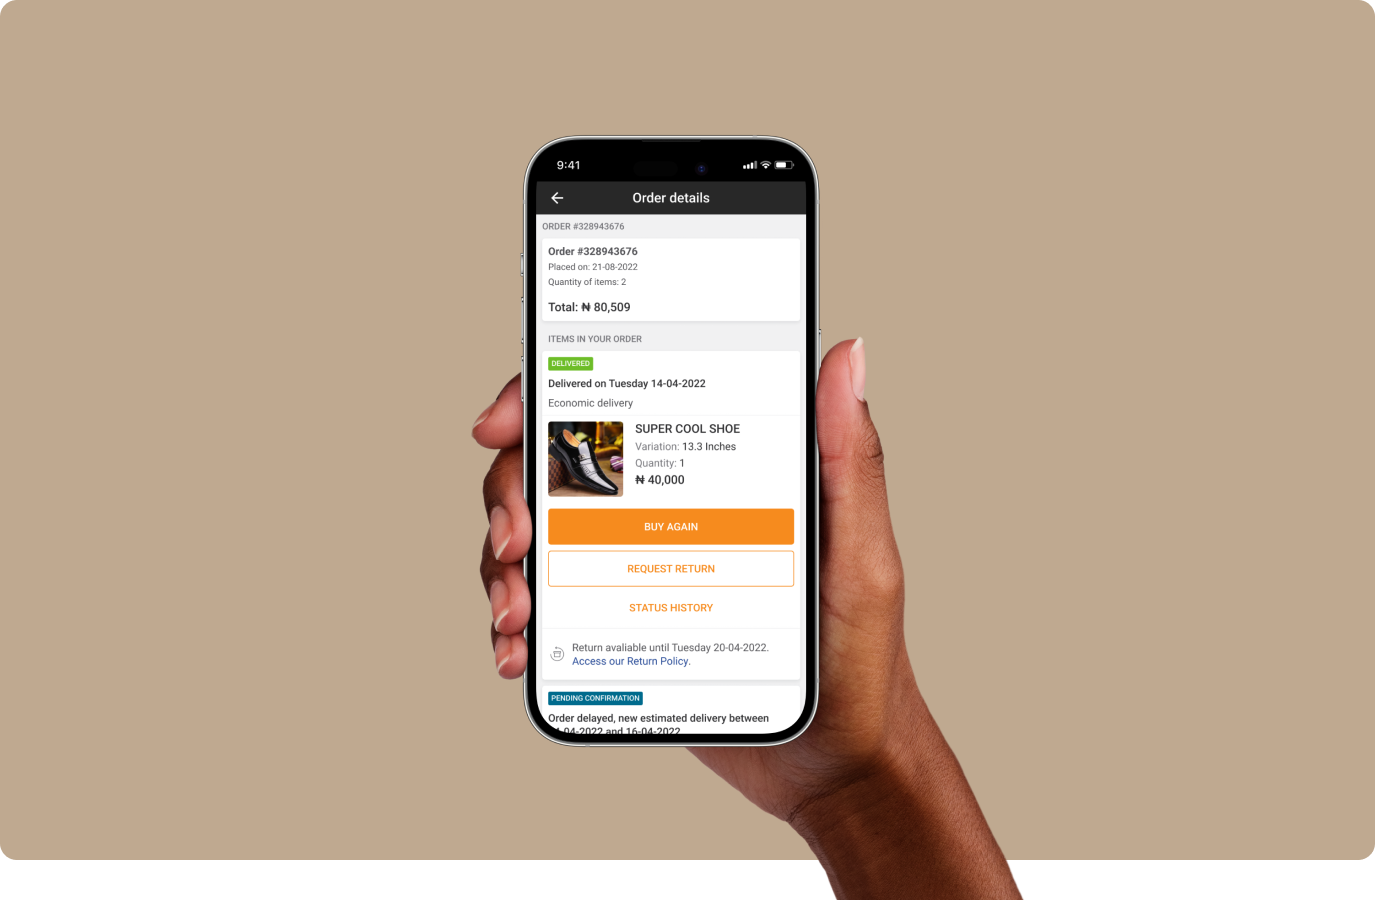 9:41
Order details
ORDER #328943676
Order #328943676
Placed on: 21-08-2022
Quantity of items: 2
Total: ₦ 80,509
ITEMS IN YOUR ORDER
DELIVERED
Delivered on Tuesday 14-04-2022
Economic delivery
SUPER COOL SHOE
Variation: 13.3 Inches
Quantity: 1
₦ 40,000
BUY AGAIN
REQUEST RETURN
STATUS HISTORY
Return avaliable until Tuesday 20-04-2022.
Access our Return Policy.
PENDING CONFIRMATION
Order delayed, new estimated delivery between
04-2022 and 16-04-2022